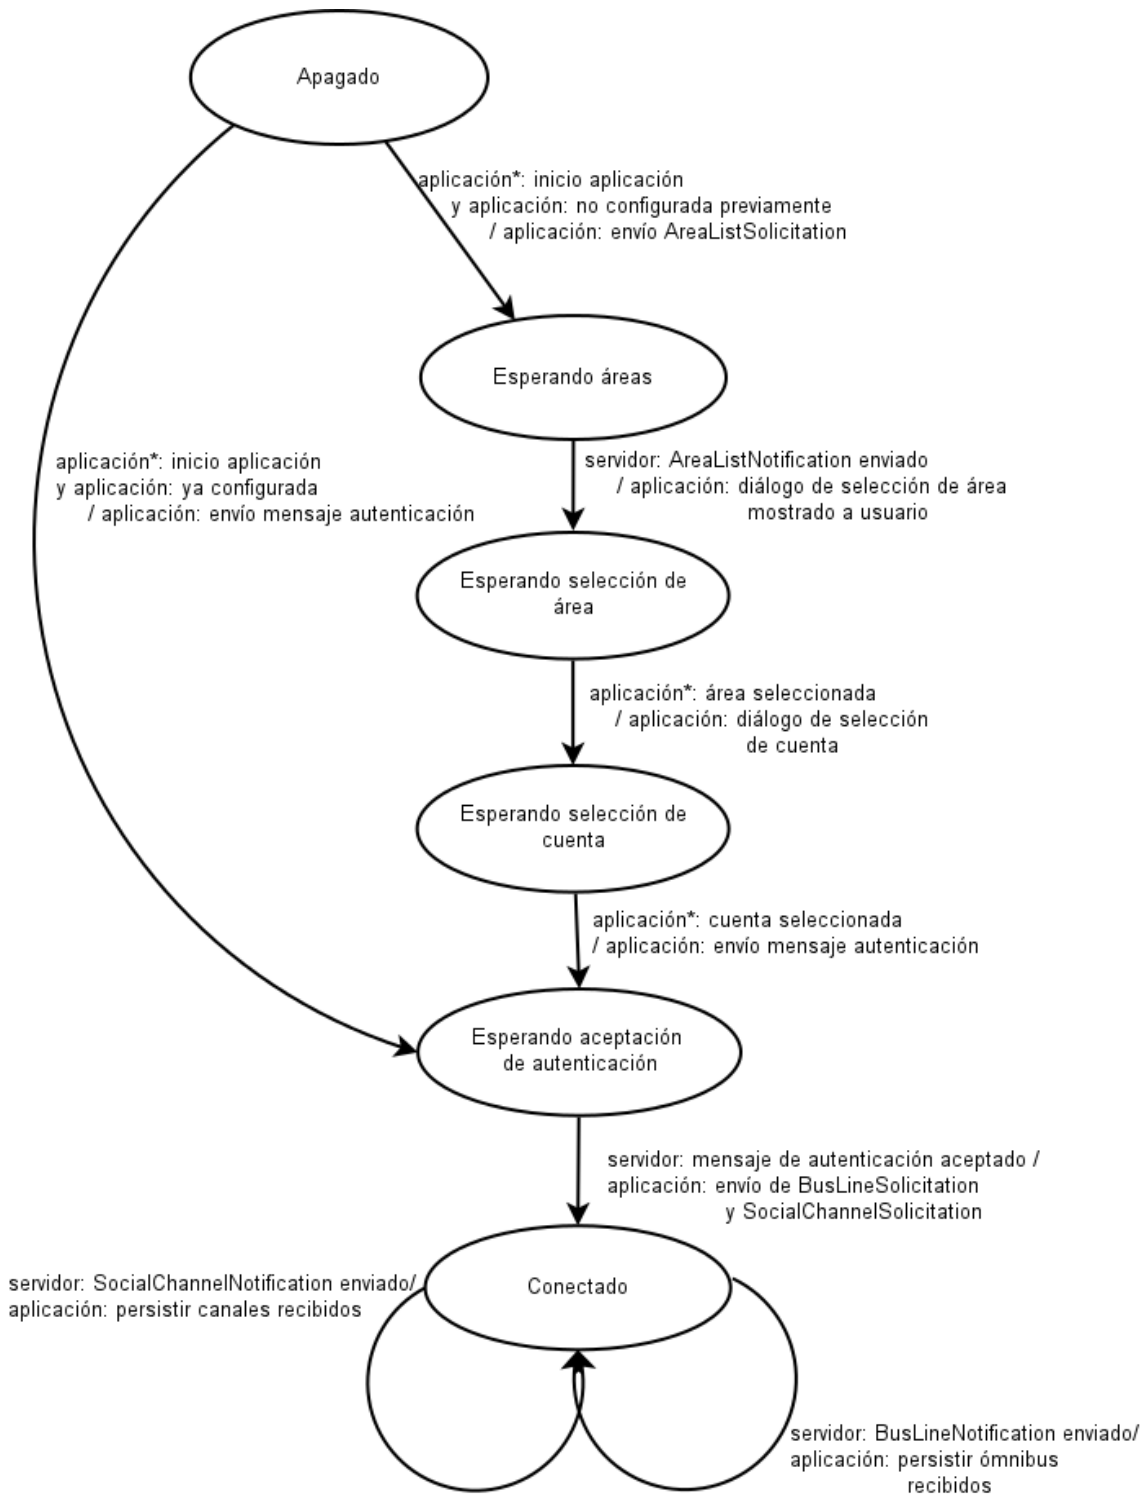 Apagado
aplicación*: inicio aplicación
y aplicación: no configurada previamente
/ aplicación: envío AreaListSolicitation
Esperando áreas
aplicación*: inicio aplicación
y aplicación: ya configurada
/ aplicación: envío mensaje autenticación
servidor: AreaListNotification enviado
/ aplicación: diálogo de selección de área
mostrado a usuario
Esperando selección de
área
aplicación*: área seleccionada
/ aplicación: diálogo de selección
de cuenta
Esperando selección de
cuenta
aplicación*: cuenta seleccionada
/ aplicación: envío mensaje autenticación
Esperando aceptación
de autenticación
servidor: mensaje de autenticación aceptado /
aplicación: envío de BusLineSolicitation
y SocialChannelSolicitation
servidor: SocialChannelNotification enviado/
aplicación: persistir canales recibidos
Conectado
servidor: BusLineNotification enviado/
aplicación: persistir ómnibus
recibidos